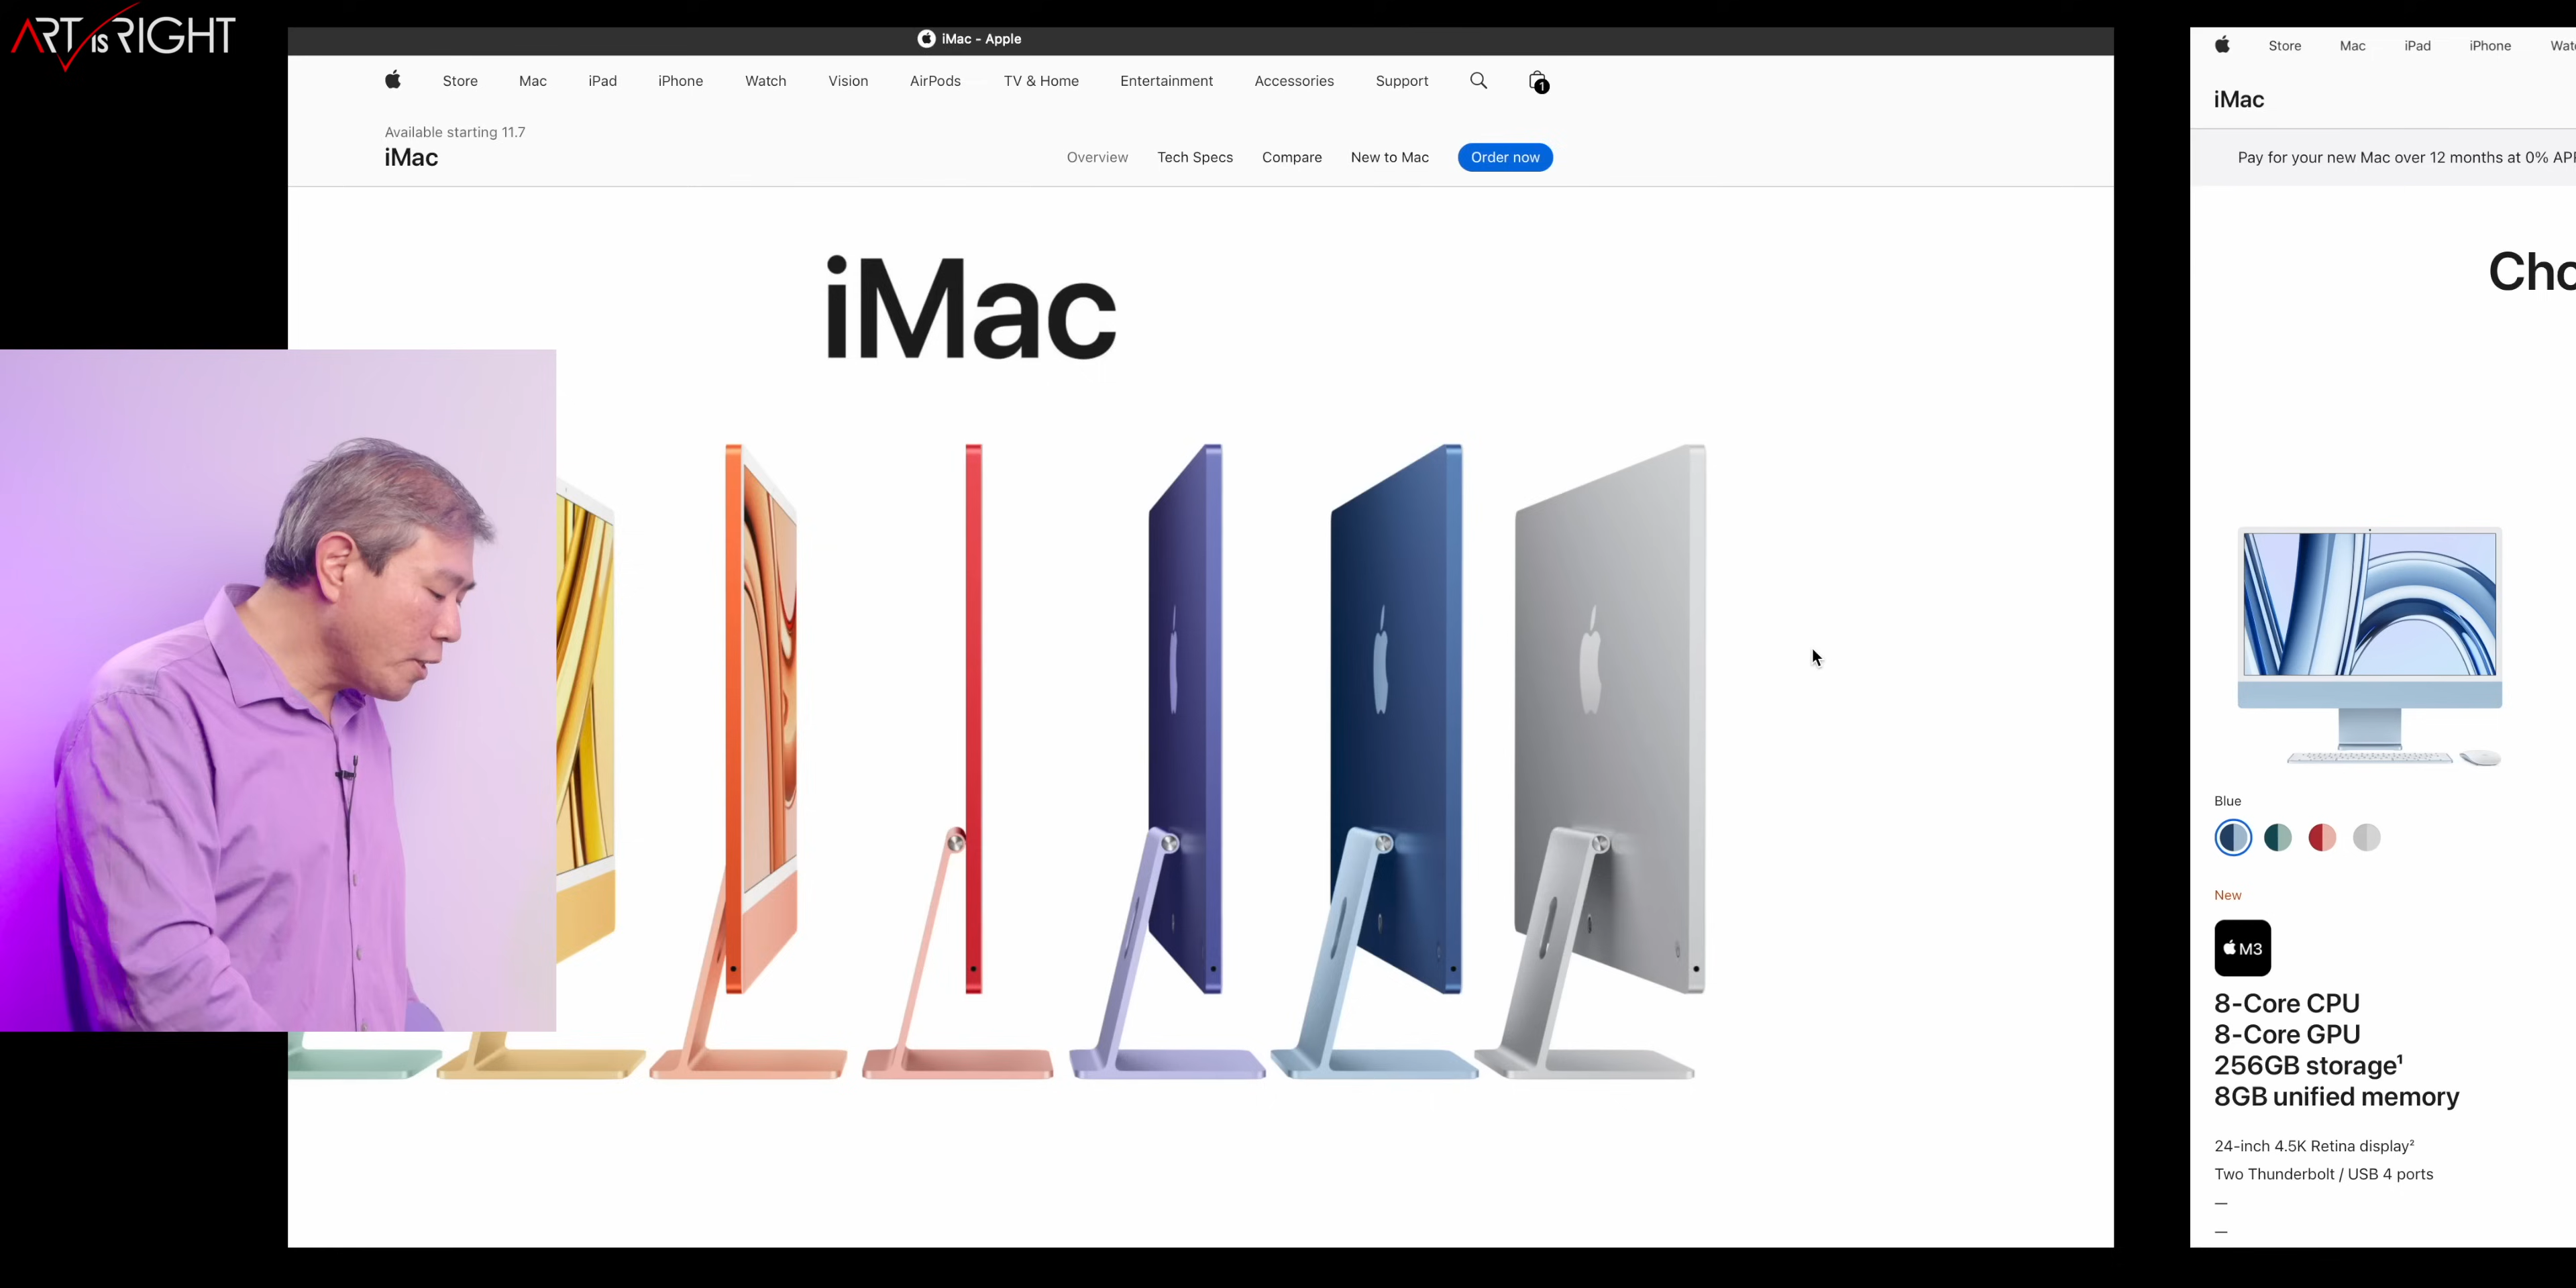 ART IS RIGHT
iMac - Apple
Store Mac iPad iPhone Watch Vision AirPods TV & Home Entertainment Accessories Support 1
Available starting 11.7
iMac
Overview Tech Specs Compare New to Mac Order now
iMac
Store Mac iPad iPhone
iMac
Pay for your new Mac over 12 months at 0%
Blue
New
M3
8-Core CPU
8-Core GPU
256GB storage¹
8GB unified memory
24-inch 4.5K Retina display²
Two Thunderbolt / USB 4 ports
—
—